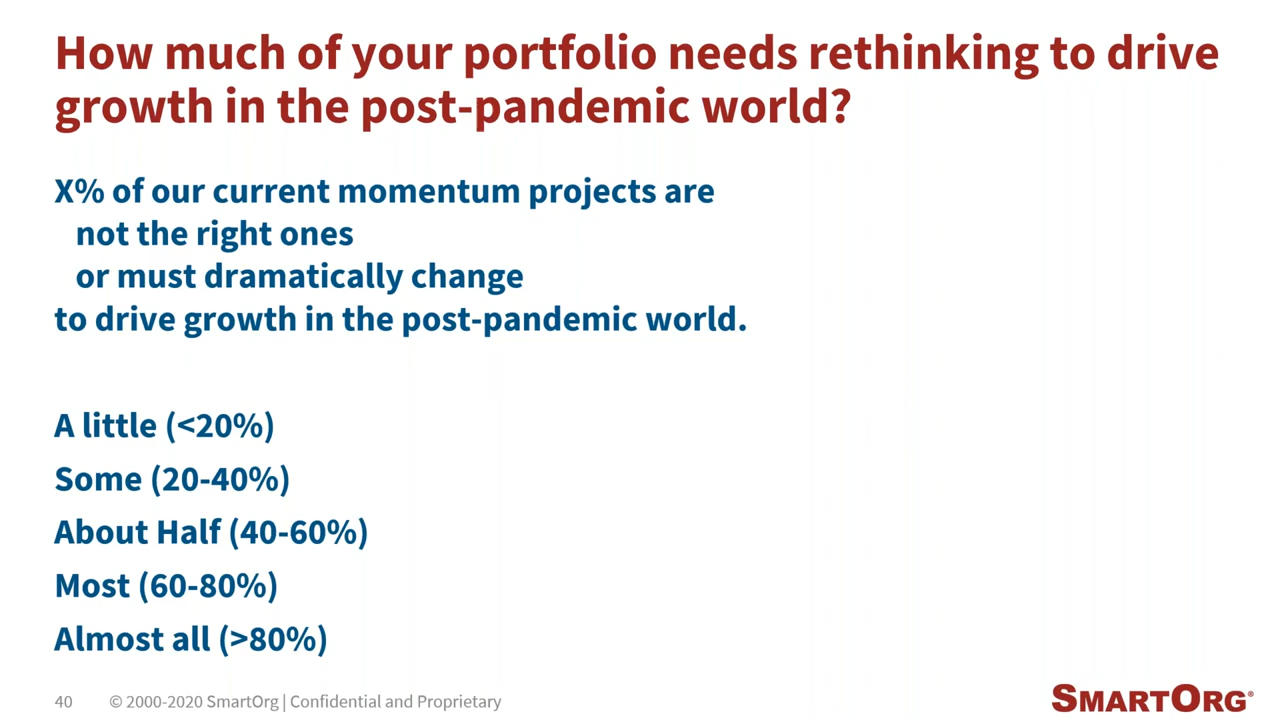 How much of your portfolio needs rethinking to drive
growth in the post-pandemic world?
X% of our current momentum projects are
not the right ones
or must dramatically change
to drive growth in the post-pandemic world.
A little (<20%)
Some (20-40%)
About Half (40-60%)
Most (60-80%)
Almost all (>80%)
40 © 2000-2020 SmartOrg | Confidential and Proprietary
SMARTORG®